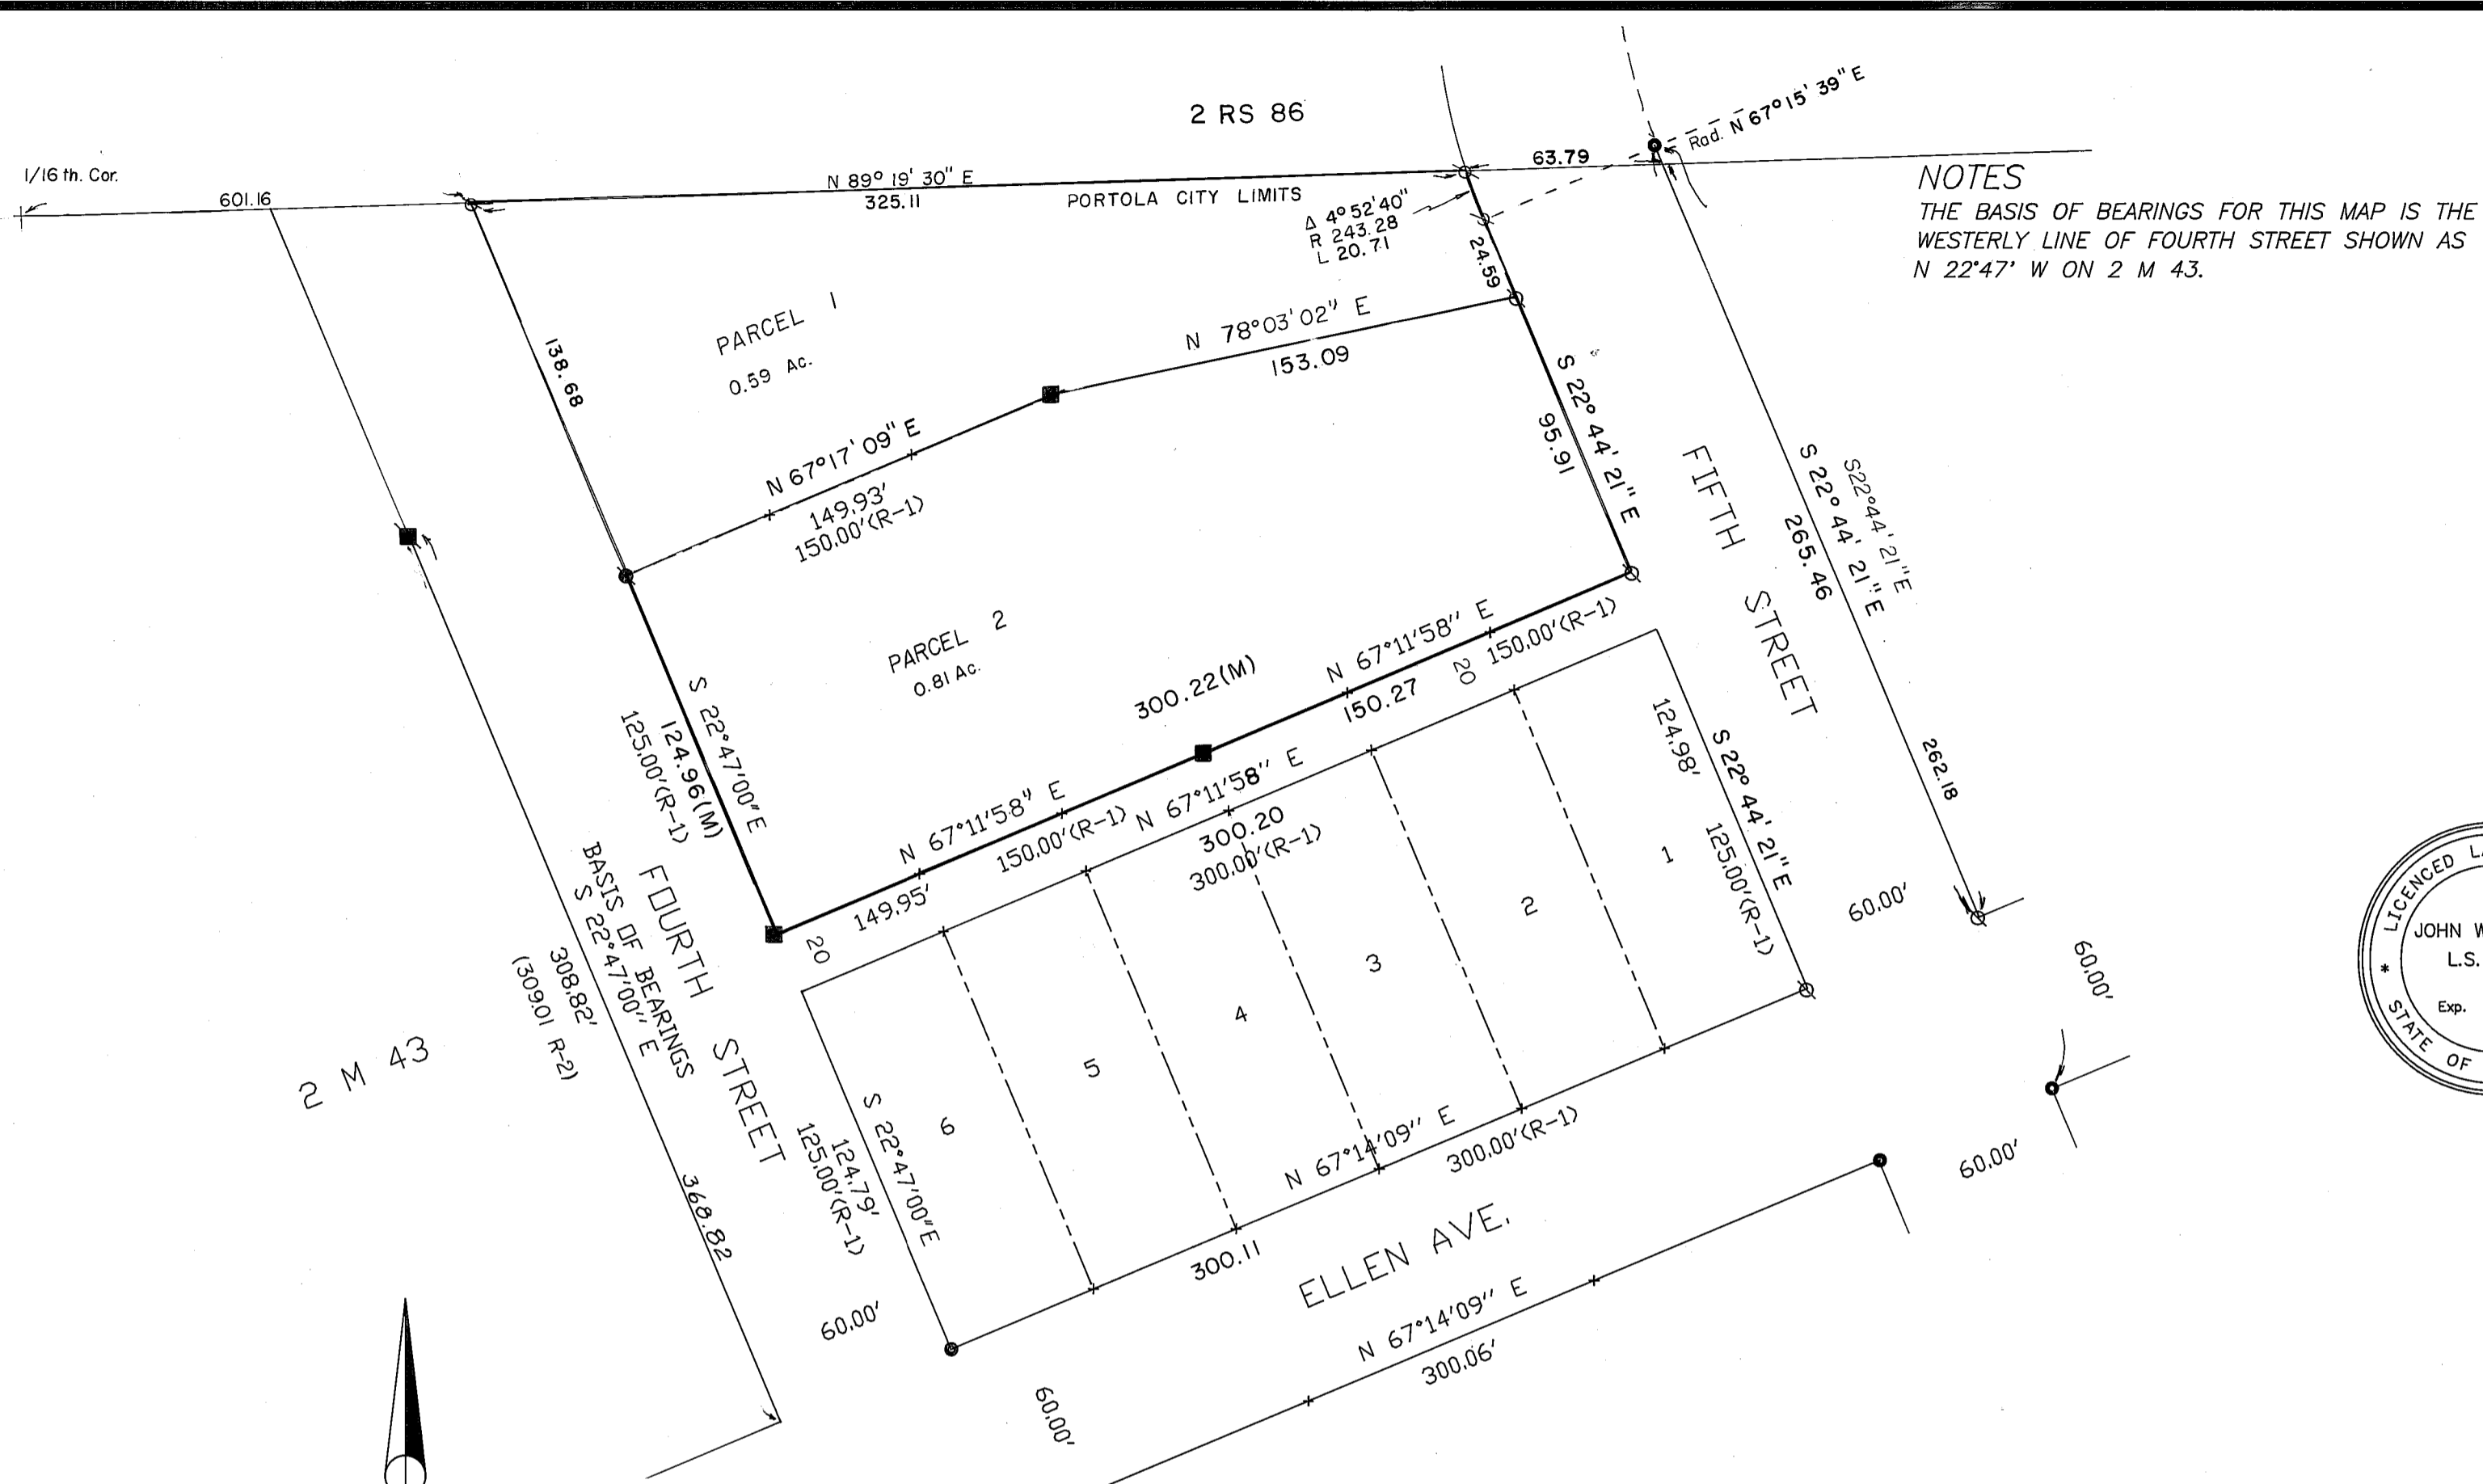 2 RS 86
Rad. N 67°15' 39" E
1/16 th. Cor.
601.16
N 89° 19' 30" E
325.11
PORTOLA CITY LIMITS
63.79
NOTES
THE BASIS OF BEARINGS FOR THIS MAP IS THE
WESTERLY LINE OF FOURTH STREET SHOWN AS
N 22°47' W ON 2 M 43.
Δ 4° 52' 40"
R 243.28
L 20.71
24.59
PARCEL 1
0.59 Ac.
138.68
N 78°03'02" E
153.09
N 67°17'09" E
149.93'
150.00'(R-1)
S 22° 44' 21" E
95.91
FIFTH STREET
S22°44'21"E
S 22° 44' 21" E
265.46
262.18
PARCEL 2
0.81 Ac.
300.22(M)
N 67°11'58" E
150.27
150.00'(R-1)
20
S 22°47'00" E
124.96(M)
125.00'(R-1)
N 67°11'58" E
149.95'
150.00'(R-1)
20
N 67°11'58" E
300.20
300.00'(R-1)
124.98'
S 22° 44' 21" E
125.00'(R-1)
1
2
3
4
5
6
60.00'
60.00'
60.00'
FOURTH STREET
BASIS OF BEARINGS
S 22°47'00" E
308.82'
(309.01 R-2)
368.82
2 M 43
S 22°47'00"E
124.79'
125.00'(R-1)
N 67°14'09" E
300.00'(R-1)
300.11
ELLEN AVE.
N 67°14'09" E
300.06'
60.00'
60.00'
LICENCED
JOHN W
L.S.
Exp.
* STATE OF